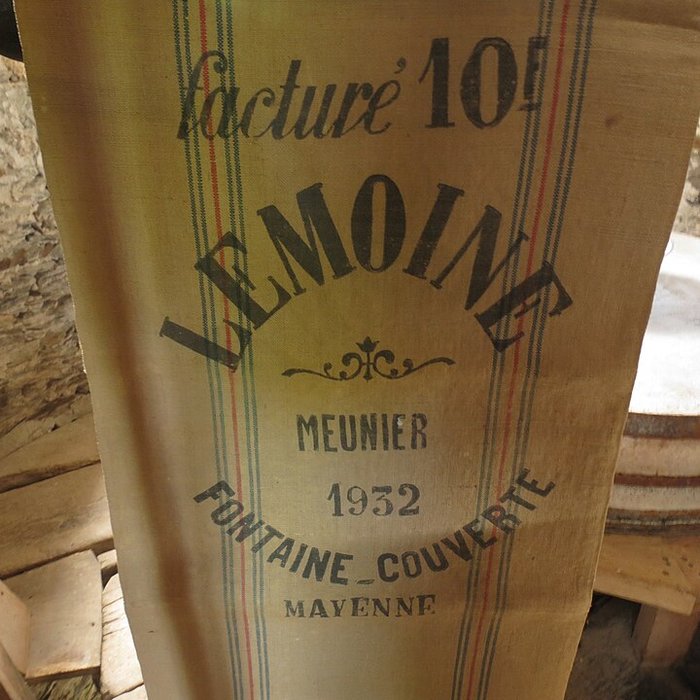 facturé 10F
LEMOINE
MEUNIER
1932
FONTAINE_COUVERTE
MAYENNE